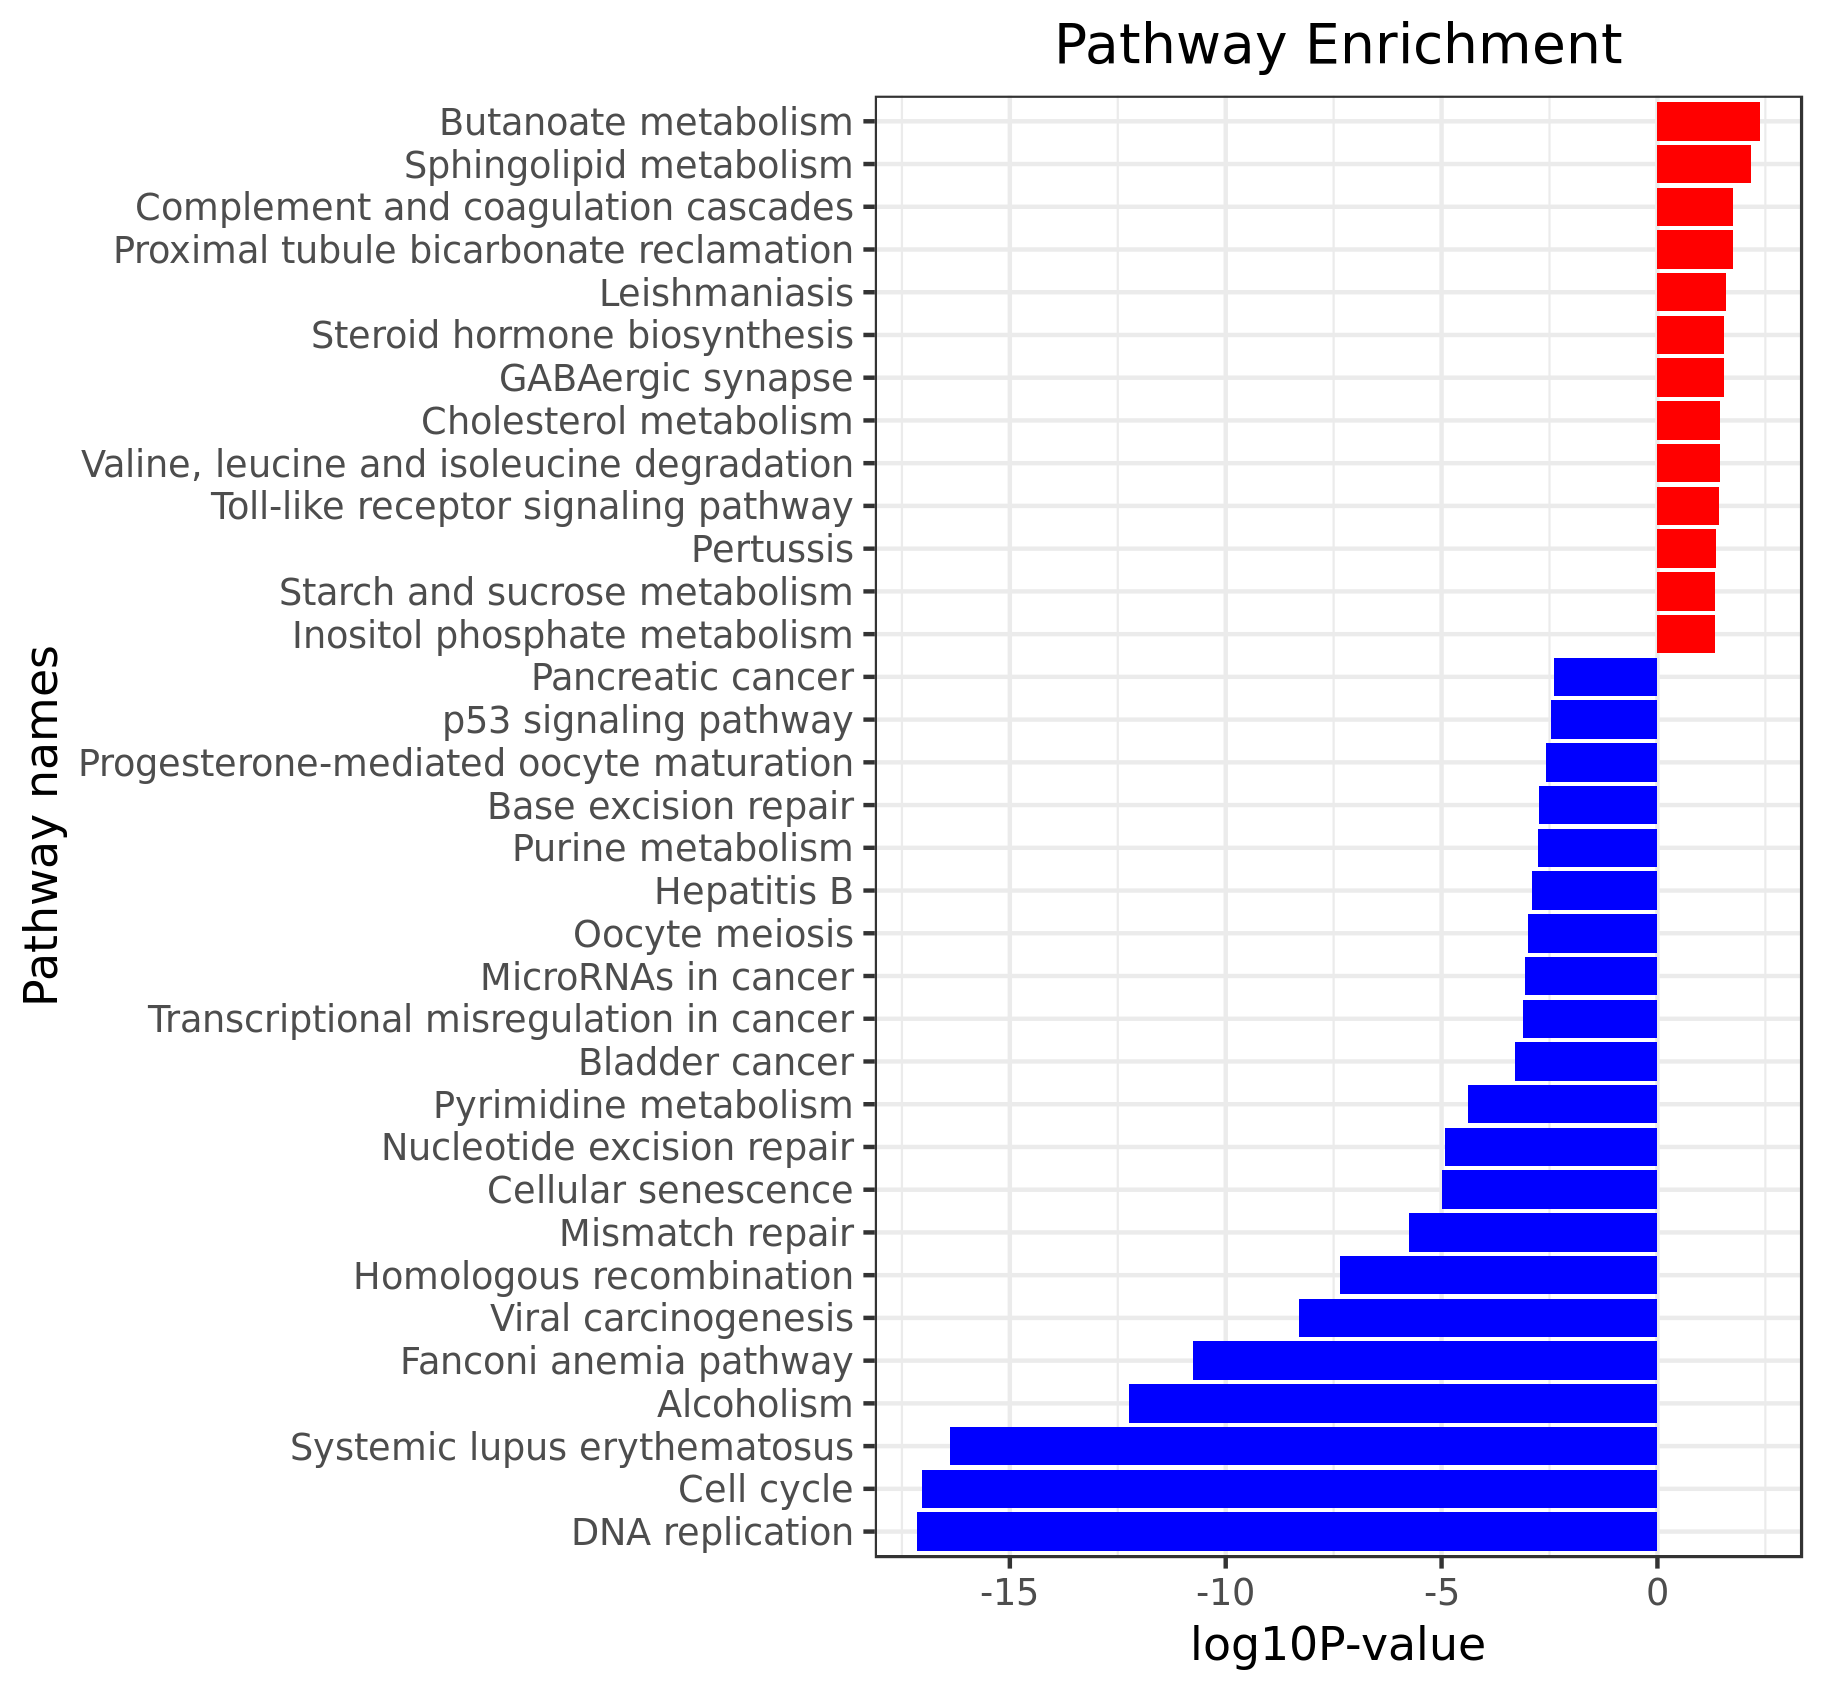 Pathway Enrichment
Butanoate metabolism
Sphingolipid metabolism
Complement and coagulation cascades
Proximal tubule bicarbonate reclamation
Leishmaniasis
Steroid hormone biosynthesis
GABAergic synapse
Cholesterol metabolism
Valine, leucine and isoleucine degradation
Toll-like receptor signaling pathway
Pertussis
Starch and sucrose metabolism
Inositol phosphate metabolism
Pancreatic cancer
p53 signaling pathway
Progesterone-mediated oocyte maturation
Base excision repair
Purine metabolism
Hepatitis B
Oocyte meiosis
MicroRNAs in cancer
Transcriptional misregulation in cancer
Bladder cancer
Pyrimidine metabolism
Nucleotide excision repair
Cellular senescence
Mismatch repair
Homologous recombination
Viral carcinogenesis
Fanconi anemia pathway
Alcoholism
Systemic lupus erythematosus
Cell cycle
DNA replication
Pathway names
-15 -10 -5 0
log10P-value